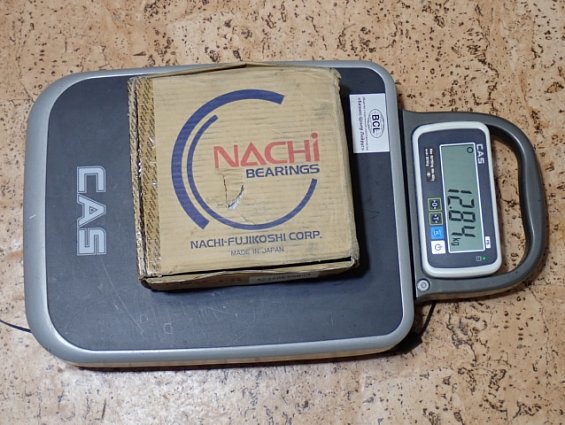 NACHi
BEARINGS
NACHI-FUJIKOSHI CORP.
MADE IN JAPAN
CAS
BCL
CAS
12.84 kg